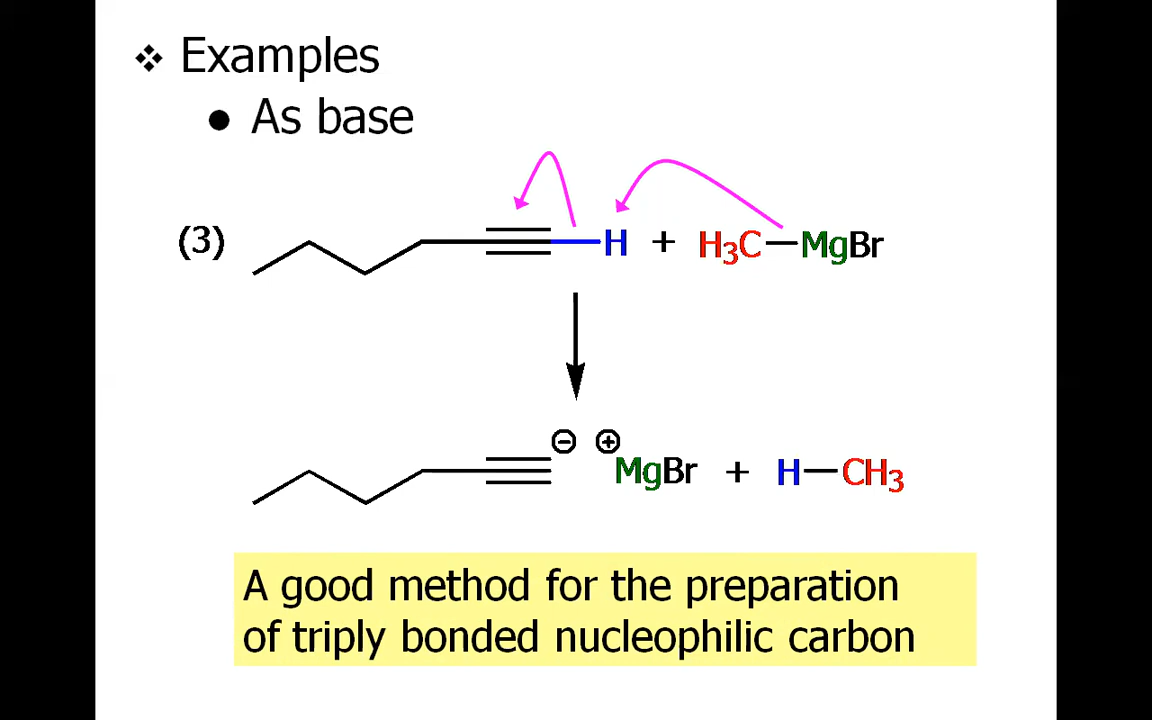 ❖ Examples
● As base
(3) H + H₃C—MgBr
⊖ ⊕
MgBr + H—CH₃
A good method for the preparation
of triply bonded nucleophilic carbon